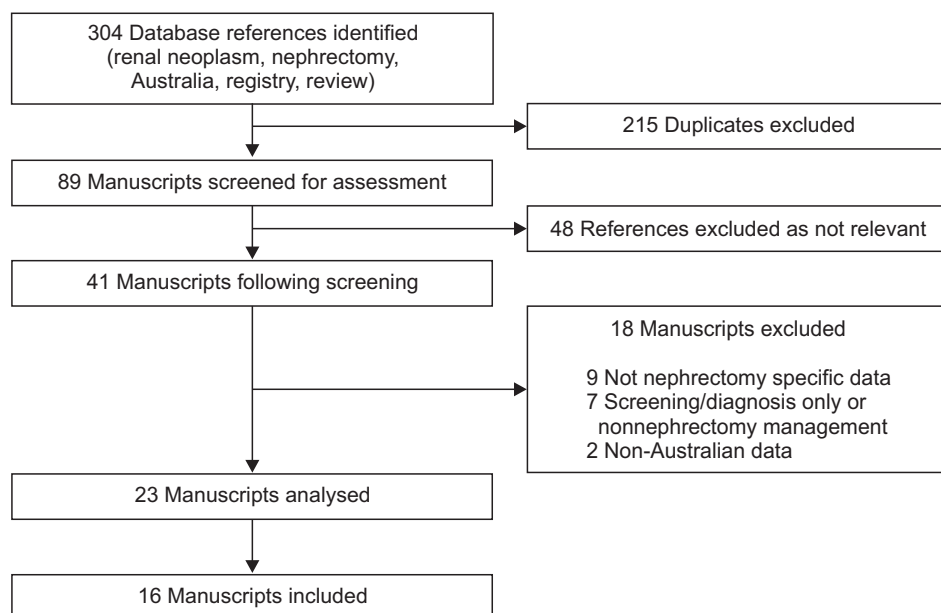 304 Database references identified
(renal neoplasm, nephrectomy,
Australia, registry, review)
215 Duplicates excluded
89 Manuscripts screened for assessment
48 References excluded as not relevant
41 Manuscripts following screening
18 Manuscripts excluded
9 Not nephrectomy specific data
7 Screening/diagnosis only or
nonnephrectomy management
2 Non-Australian data
23 Manuscripts analysed
16 Manuscripts included